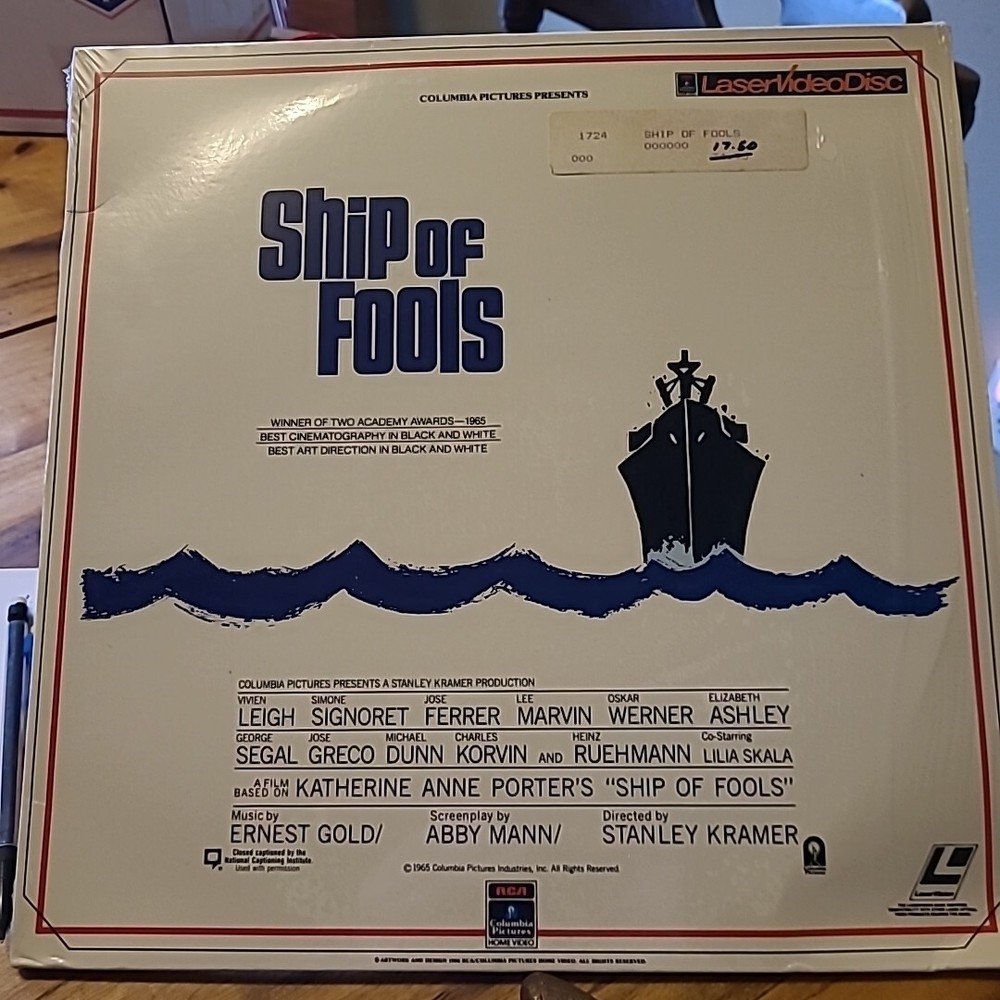 LaserVideoDisc
COLUMBIA PICTURES PRESENTS
1724 SHIP OF FOOLS
000000 17.60
000
Ship of
Fools
WINNER OF TWO ACADEMY AWARDS—1965
BEST CINEMATOGRAPHY IN BLACK AND WHITE
BEST ART DIRECTION IN BLACK AND WHITE
COLUMBIA PICTURES PRESENTS A STANLEY KRAMER PRODUCTION
VIVIEN SIMONE JOSE LEE OSKAR ELIZABETH
LEIGH SIGNORET FERRER MARVIN WERNER ASHLEY
GEORGE JOSE MICHAEL CHARLES HEINZ Co-Starring
SEGAL GRECO DUNN KORVIN AND RUEHMANN LILIA SKALA
A FILM
BASED ON KATHERINE ANNE PORTER'S "SHIP OF FOOLS"
Music by Screenplay by Directed by
ERNEST GOLD/ ABBY MANN/ STANLEY KRAMER
Closed captioned by the
National Captioning Institute.
Used with permission
©1965 Columbia Pictures Industries, Inc. All Rights Reserved.
LaserVision
RCA
Columbia
Pictures
HOME VIDEO